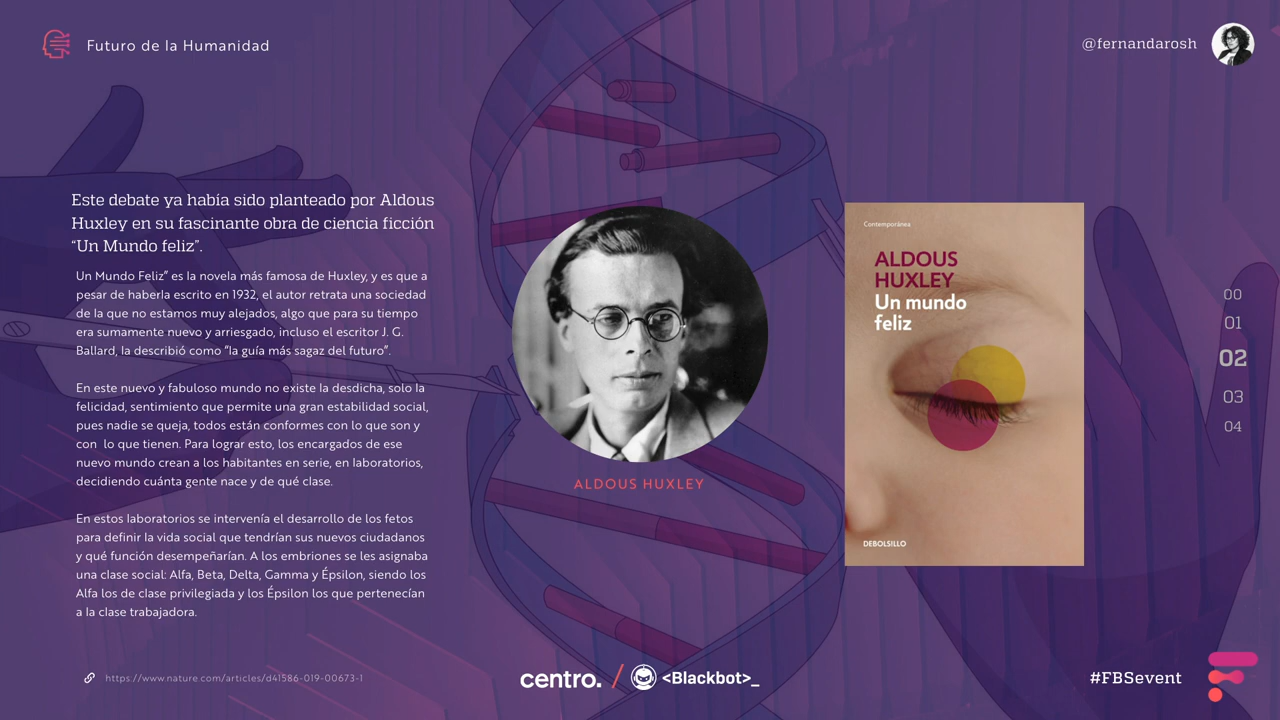 Futuro de la Humanidad
@fernandarosh
Este debate ya había sido planteado por Aldous
Huxley en su fascinante obra de ciencia ficción
“Un Mundo feliz”.
Un Mundo Feliz” es la novela más famosa de Huxley, y es que a
pesar de haberla escrito en 1932, el autor retrata una sociedad
de la que no estamos muy alejados, algo que para su tiempo
era sumamente nuevo y arriesgado, incluso el escritor J. G.
Ballard, la describió como “la guía más sagaz del futuro”.
En este nuevo y fabuloso mundo no existe la desdicha, solo la
felicidad, sentimiento que permite una gran estabilidad social,
pues nadie se queja, todos están conformes con lo que son y
con  lo que tienen. Para lograr esto, los encargados de ese
nuevo mundo crean a los habitantes en serie, en laboratorios,
decidiendo cuánta gente nace y de qué clase.
En estos laboratorios se intervenía el desarrollo de los fetos
para definir la vida social que tendrían sus nuevos ciudadanos
y qué función desempeñarían. A los embriones se les asignaba
una clase social: Alfa, Beta, Delta, Gamma y Épsilon, siendo los
Alfa los de clase privilegiada y los Épsilon los que pertenecían
a la clase trabajadora.
ALDOUS HUXLEY
Contemporánea
ALDOUS
HUXLEY
Un mundo
feliz
DEBOLSILLO
00
01
02
03
04
https://www.nature.com/articles/d41586-019-00673-1
centro. / <Blackbot>_
#FBSevent